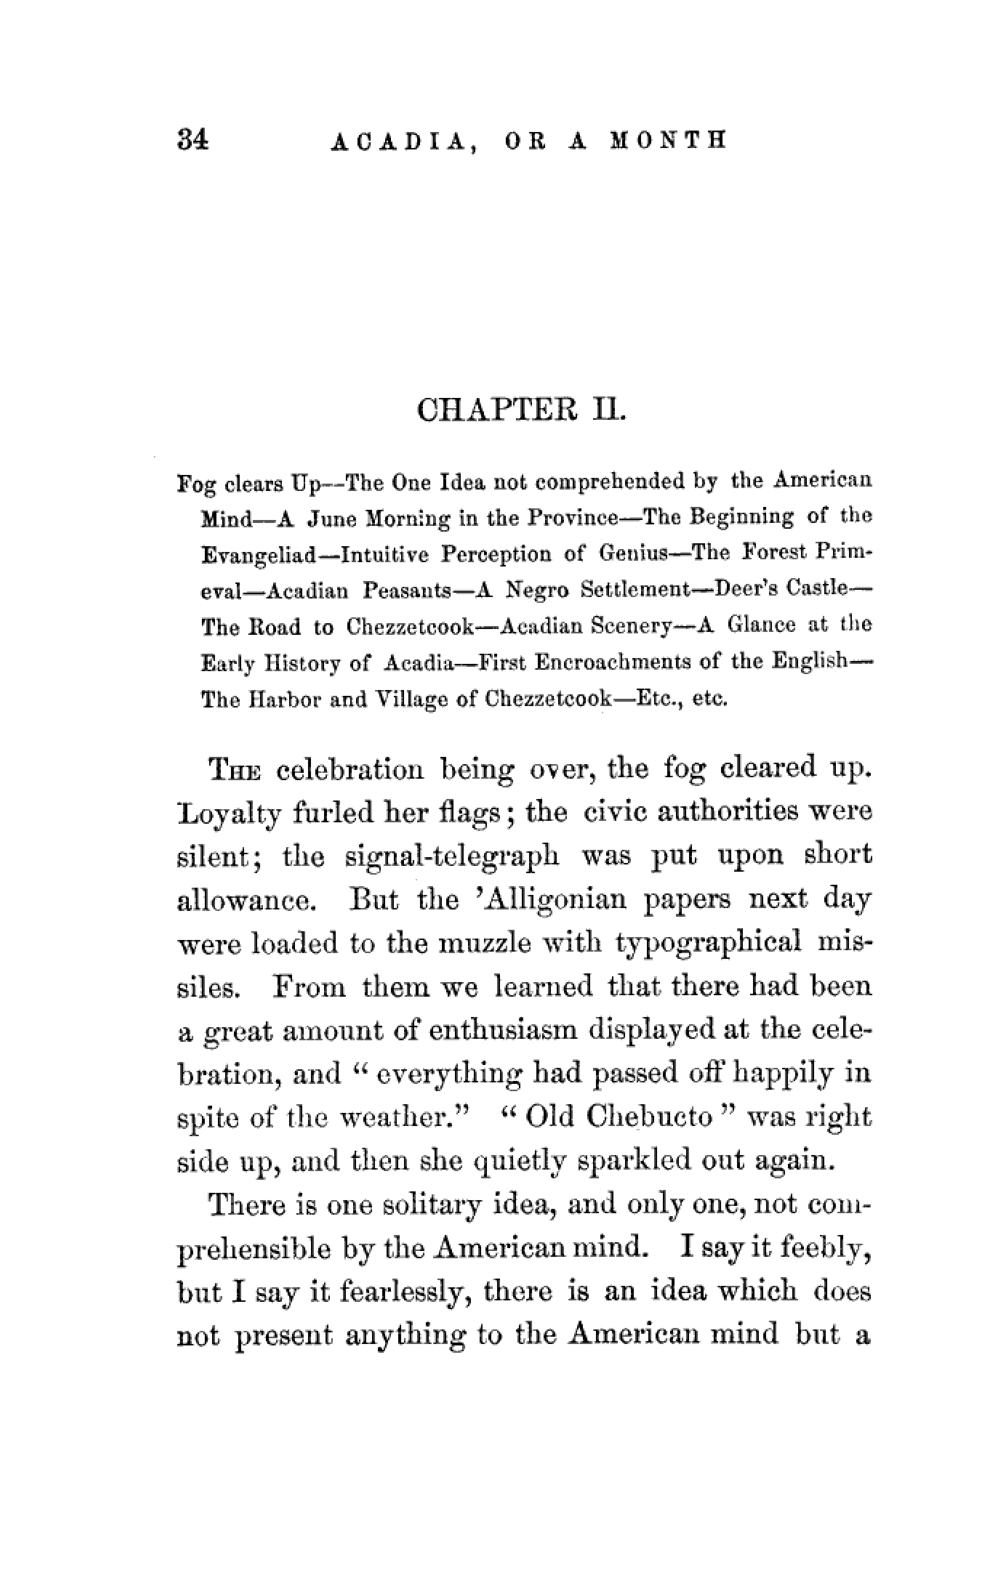 34 ACADIA, OR A MONTH
CHAPTER II.
Fog clears Up--The One Idea not comprehended by the American
Mind—A June Morning in the Province—The Beginning of the
Evangeliad—Intuitive Perception of Genius—The Forest Prim-
eval—Acadian Peasants—A Negro Settlement—Deer's Castle—
The Road to Chezzetcook—Acadian Scenery—A Glance at the
Early History of Acadia—First Encroachments of the English—
The Harbor and Village of Chezzetcook—Etc., etc.
THE celebration being over, the fog cleared up.
Loyalty furled her flags; the civic authorities were
silent; the signal-telegraph was put upon short
allowance. But the 'Alligonian papers next day
were loaded to the muzzle with typographical mis-
siles. From them we learned that there had been
a great amount of enthusiasm displayed at the cele-
bration, and “everything had passed off happily in
spite of the weather.” “Old Chebucto” was right
side up, and then she quietly sparkled out again.
There is one solitary idea, and only one, not com-
prehensible by the American mind. I say it feebly,
but I say it fearlessly, there is an idea which does
not present anything to the American mind but a